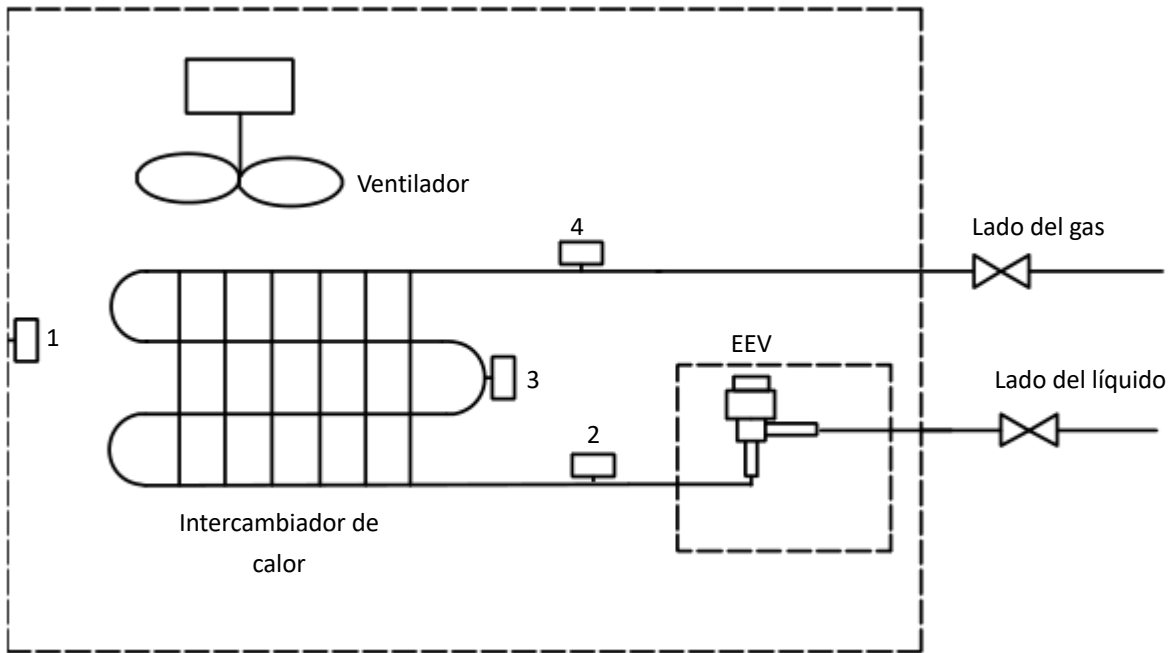 Ventilador
4
Lado del gas
1
EEV
3
Lado del líquido
2
Intercambiador de
calor